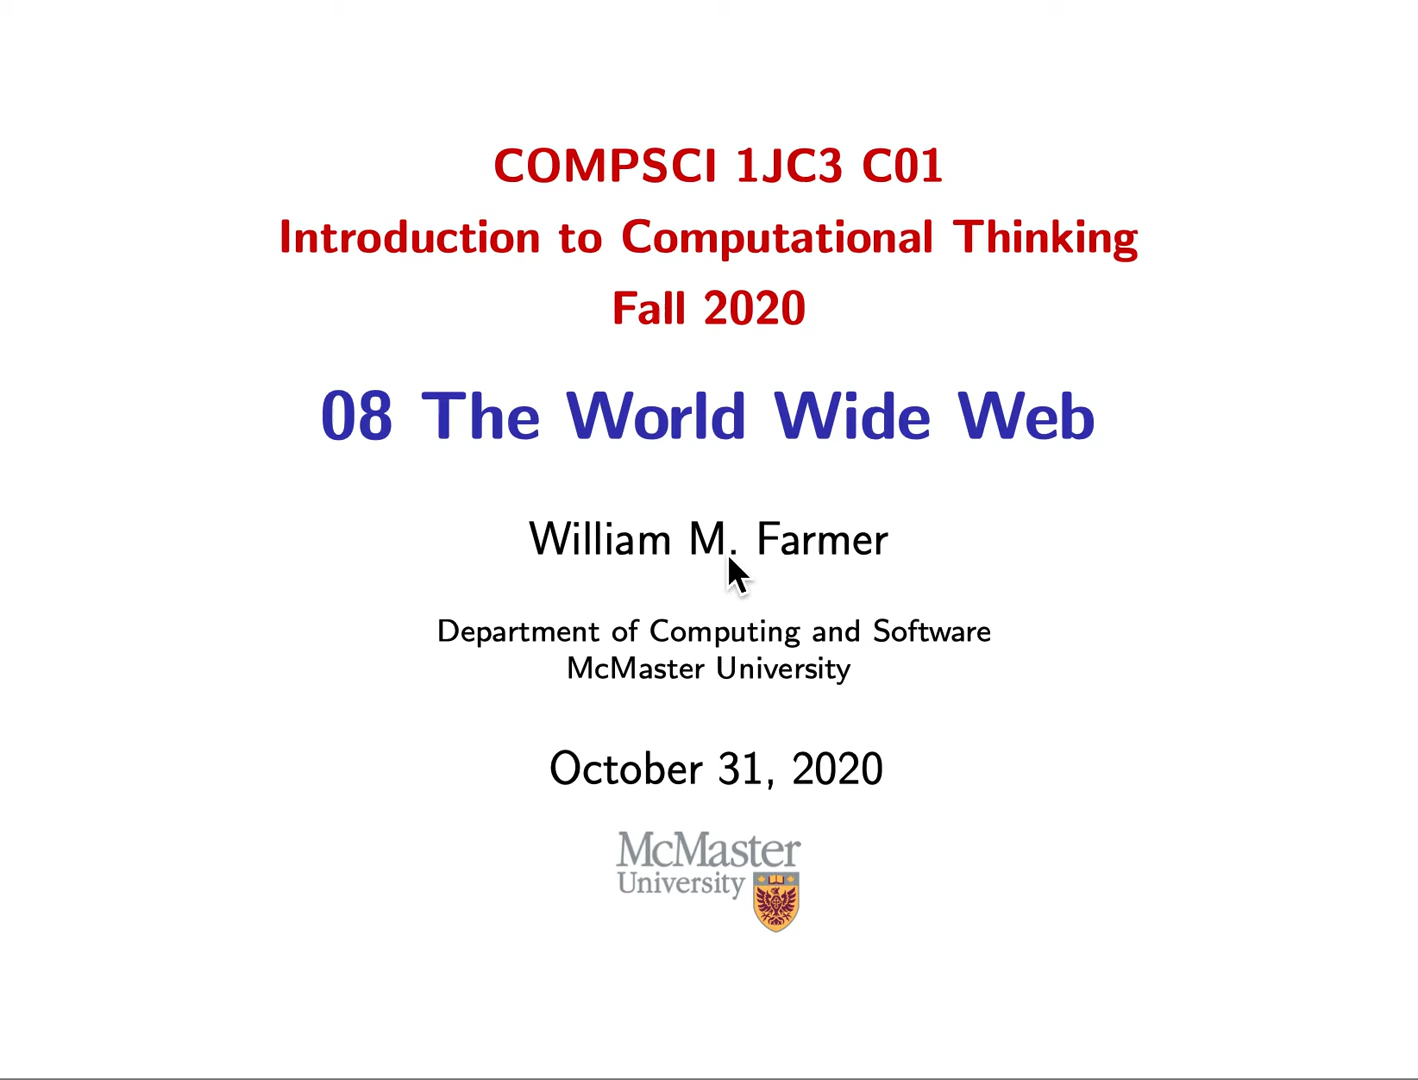 COMPSCI 1JC3 C01
Introduction to Computational Thinking
Fall 2020
08 The World Wide Web
William M. Farmer
Department of Computing and Software
McMaster University
October 31, 2020
McMaster
University